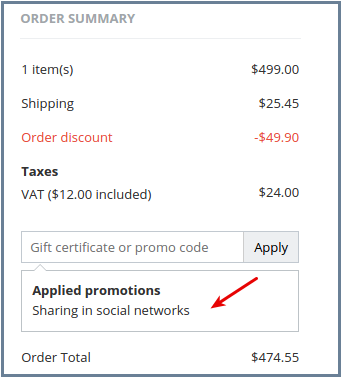 ORDER SUMMARY
1 item(s) $499.00
Shipping $25.45
Order discount -$49.90
Taxes
VAT ($12.00 included) $24.00
Gift certificate or promo code Apply
Applied promotions
Sharing in social networks
Order Total $474.55